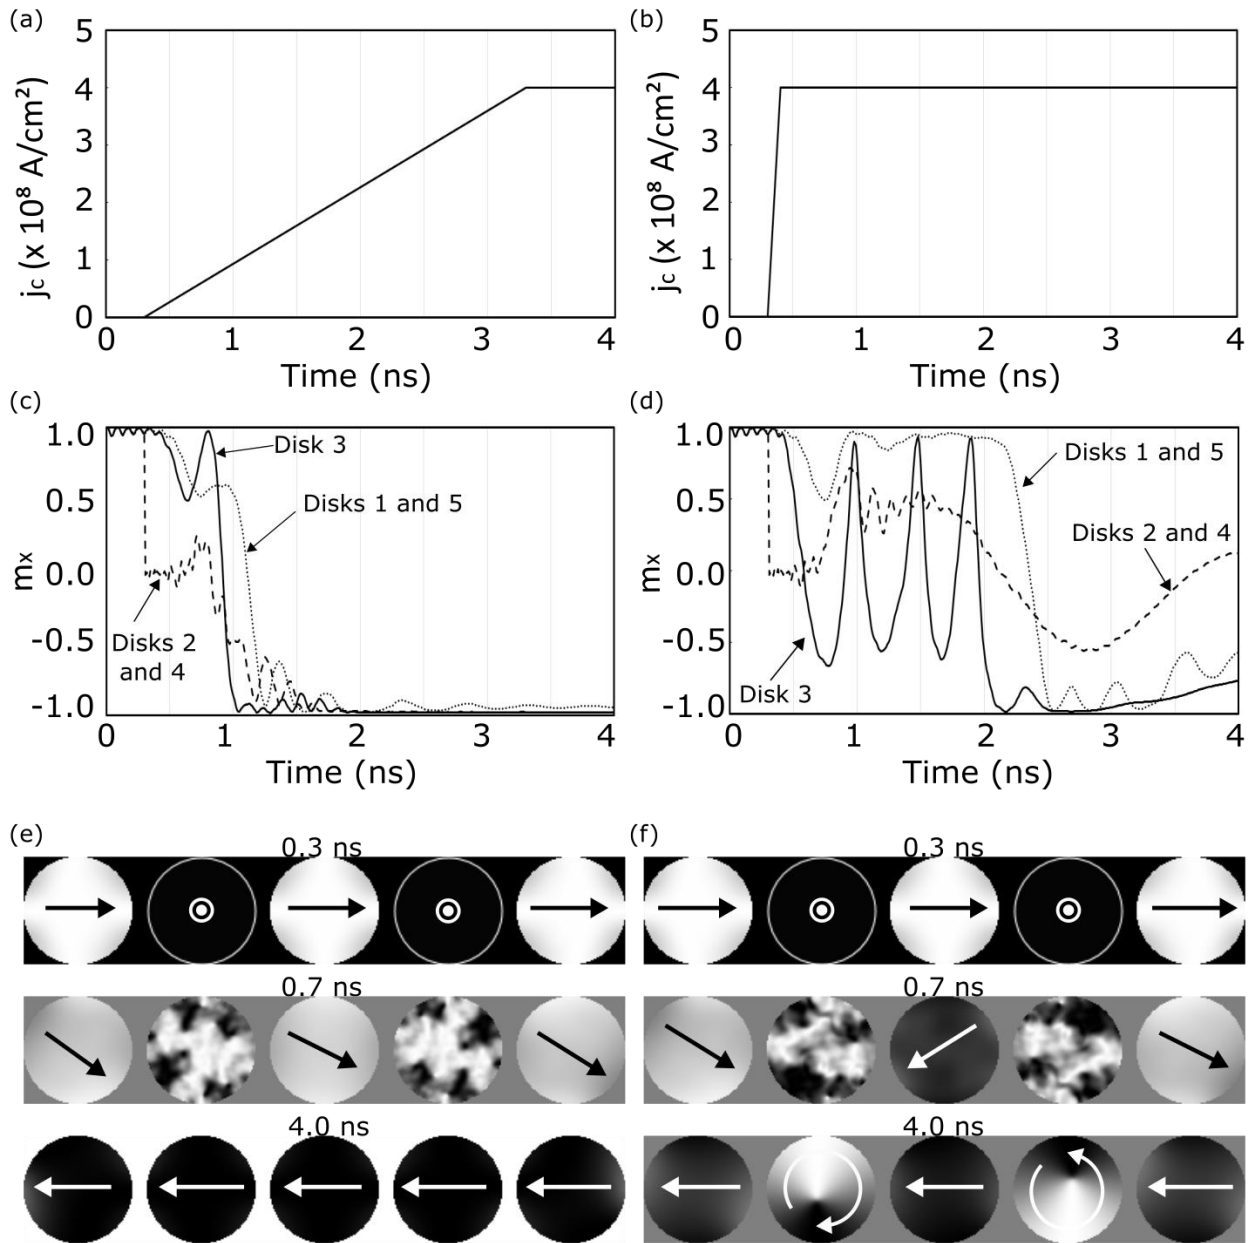 (a)
5
4
3
2
1
0
j_c (x 10⁸ A/cm²)
0 1 2 3 4
Time (ns)
(b)
5
4
3
2
1
0
j_c (x 10⁸ A/cm²)
0 1 2 3 4
Time (ns)
(c)
1.0
0.5
0.0
-0.5
-1.0
m_x
Disk 3
Disks 1 and 5
Disks 2
and 4
0 1 2 3 4
Time (ns)
(d)
1.0
0.5
0.0
-0.5
-1.0
m_x
Disks 1 and 5
Disks 2 and 4
Disk 3
0 1 2 3 4
Time (ns)
(e)
0.3 ns
0.7 ns
4.0 ns
(f)
0.3 ns
0.7 ns
4.0 ns